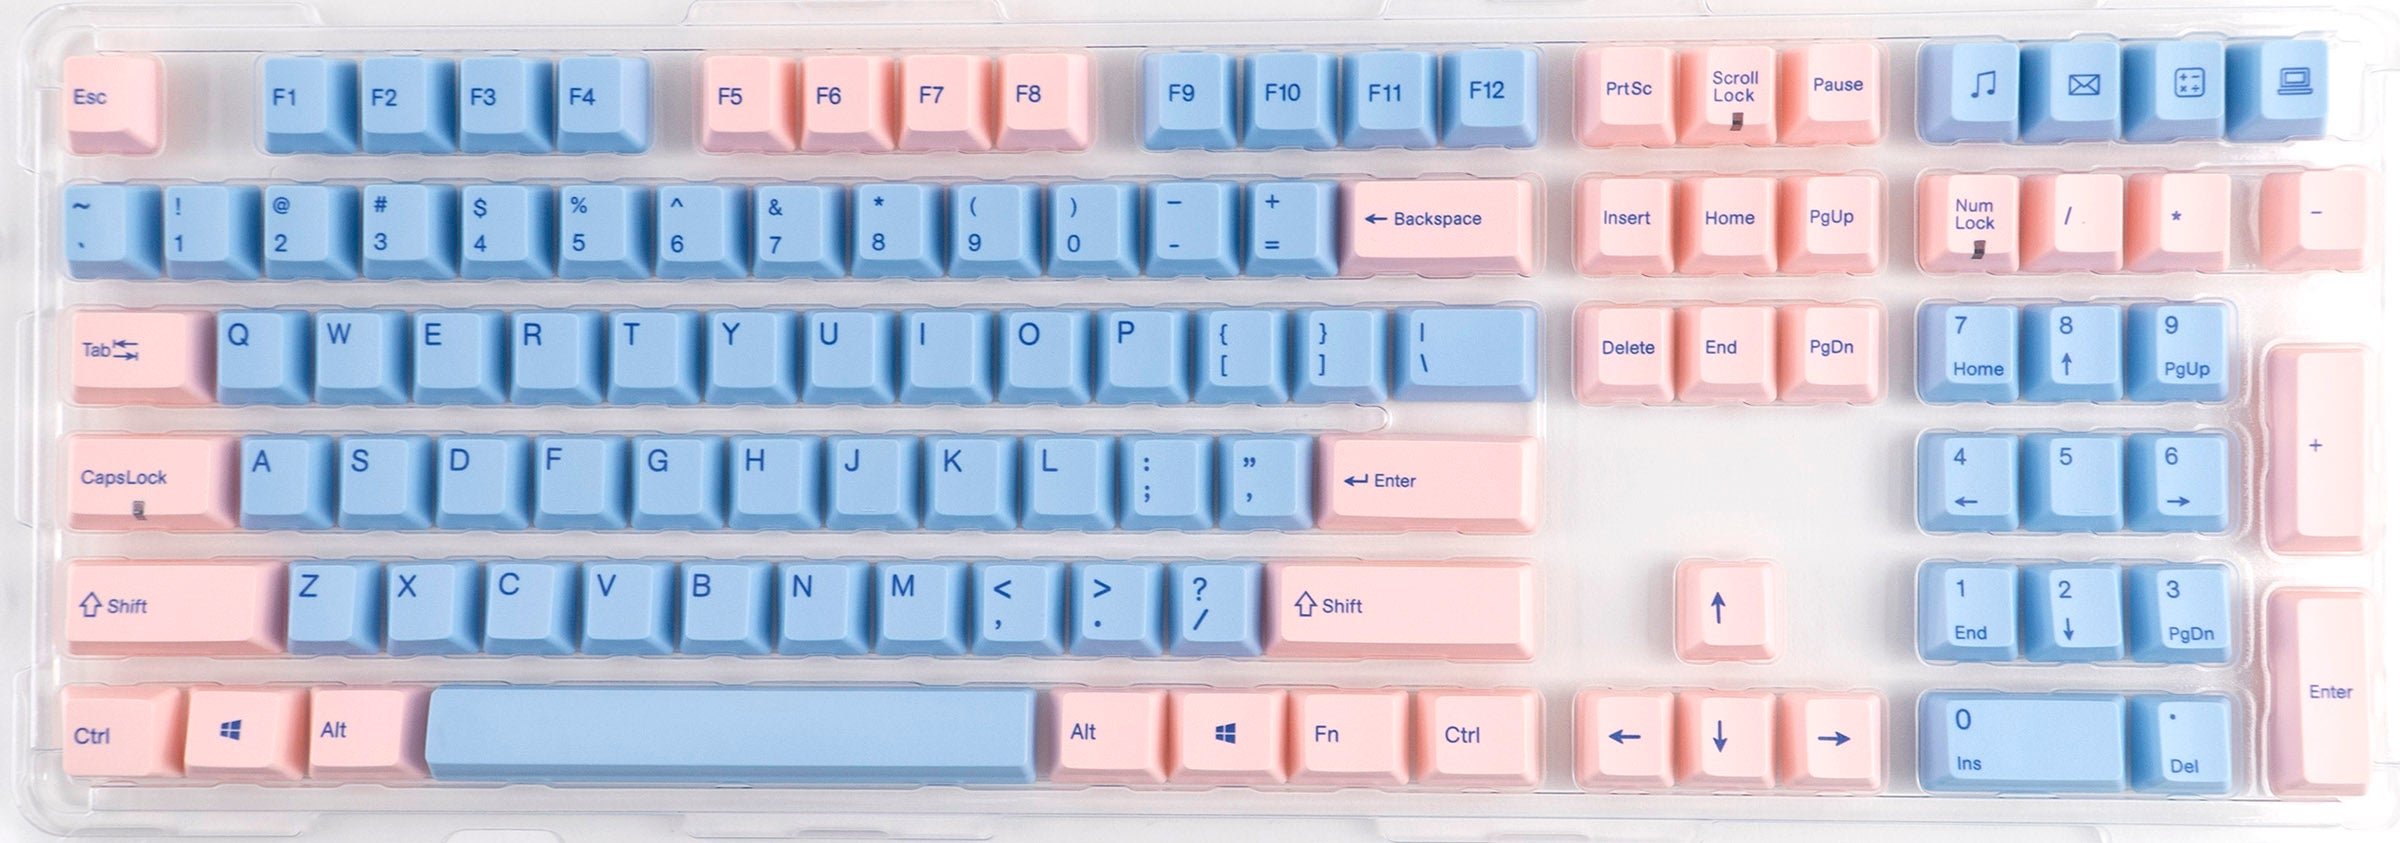 Esc F1 F2 F3 F4 F5 F6 F7 F8 F9 F10 F11 F12 PrtSc Scroll Lock Pause
~ ! @ # $ % ^ & * ( ) — +
` 1 2 3 4 5 6 7 8 9 0 - = ← Backspace Insert Home PgUp Num Lock / * −
Tab Q W E R T Y U I O P { } |
[ ] \ Delete End PgDn 7 8 9
Home ↑ PgUp
+
CapsLock A S D F G H J K L : ”
; , ↵ Enter 4 5 6
← →
⇧ Shift Z X C V B N M < > ?
, . / ⇧ Shift ↑ 1 2 3
End ↓ PgDn
Enter
Ctrl Alt Alt Fn Ctrl ← ↓ → 0 .
Ins Del